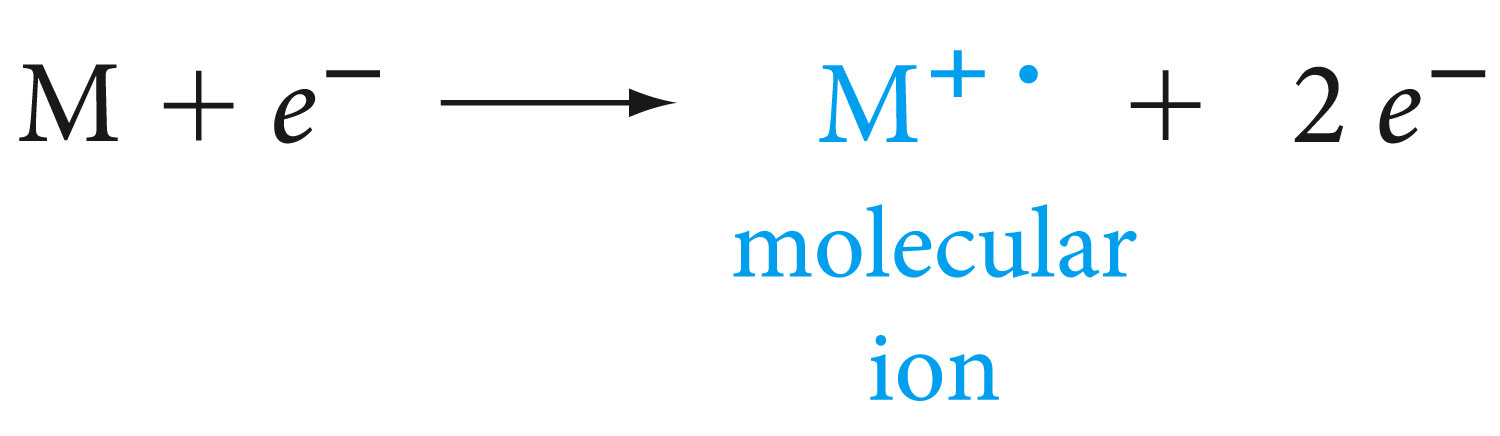 M + e⁻ ⟶ M⁺· + 2 e⁻
molecular
ion